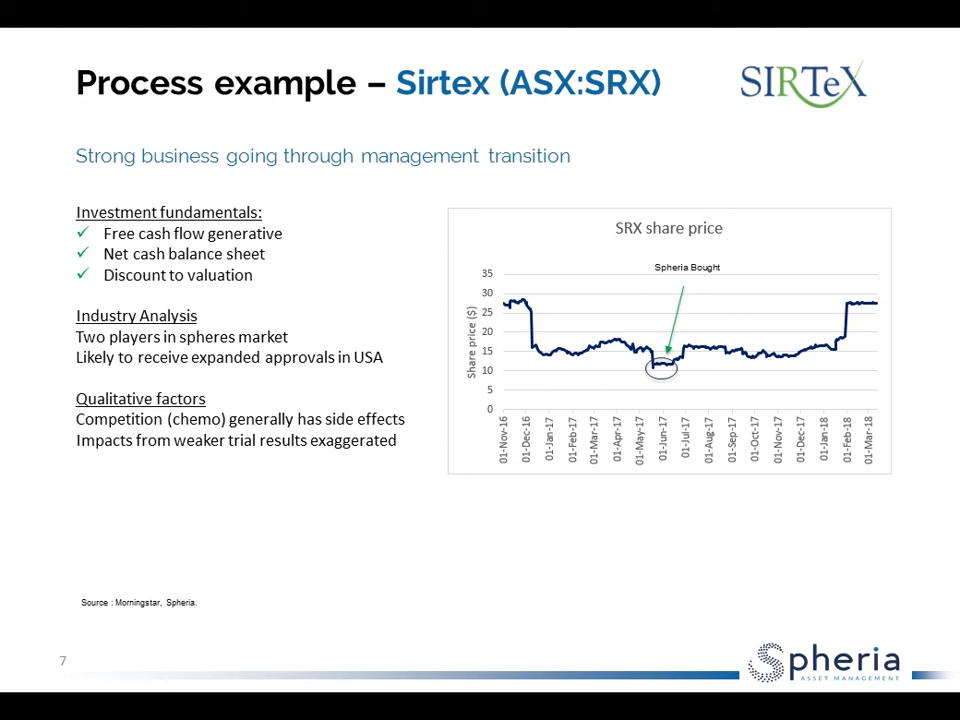 Process example – Sirtex (ASX:SRX)
SIRTeX
Strong business going through management transition
Investment fundamentals:
✓ Free cash flow generative
✓ Net cash balance sheet
✓ Discount to valuation
Industry Analysis
Two players in spheres market
Likely to receive expanded approvals in USA
Qualitative factors
Competition (chemo) generally has side effects
Impacts from weaker trial results exaggerated
SRX share price
Spheria Bought
Share price ($)
35
30
25
20
15
10
5
0
01-Nov-16
01-Dec-16
01-Jan-17
01-Feb-17
01-Mar-17
01-Apr-17
01-May-17
01-Jun-17
01-Jul-17
01-Aug-17
01-Sep-17
01-Oct-17
01-Nov-17
01-Dec-17
01-Jan-18
01-Feb-18
01-Mar-18
Source : Morningstar, Spheria.
7
Spheria
ASSET MANAGEMENT